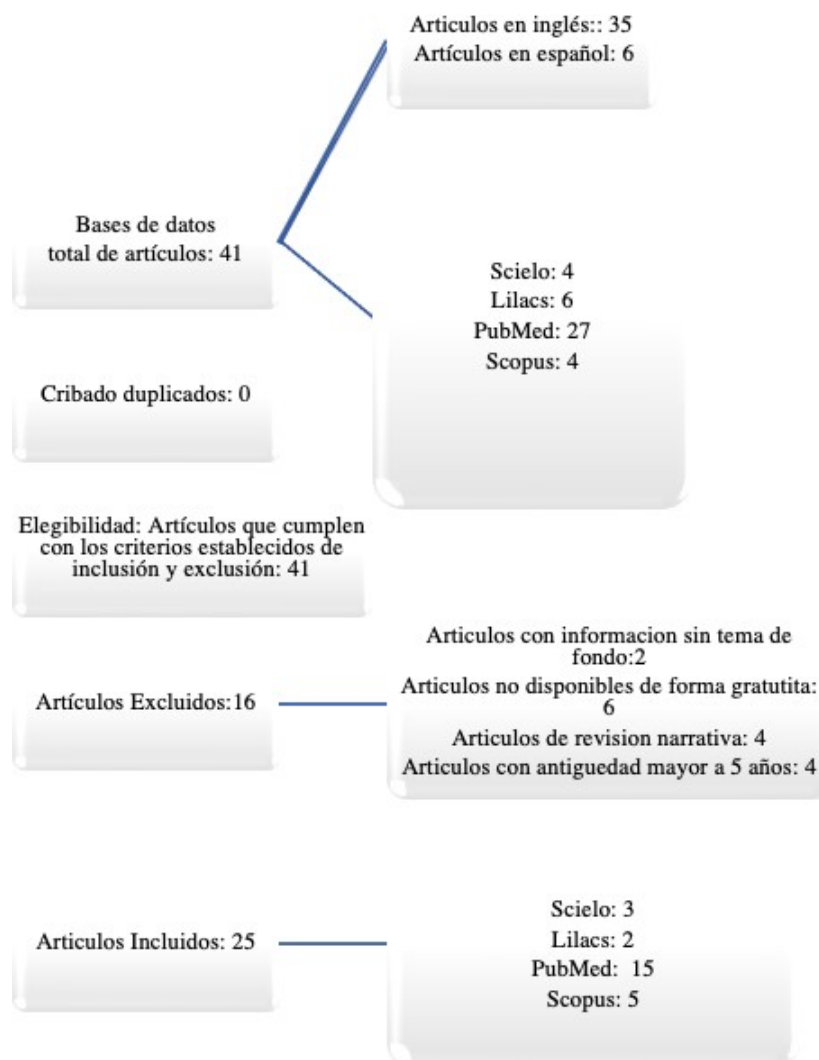 Articulos en inglés:: 35
Artículos en español: 6
Bases de datos
total de artículos: 41
Scielo: 4
Lilacs: 6
PubMed: 27
Scopus: 4
Cribado duplicados: 0
Elegibilidad: Artículos que cumplen
con los criterios establecidos de
inclusión y exclusión: 41
Artículos Excluidos:16
Articulos con informacion sin tema de
fondo:2
Articulos no disponibles de forma gratutita:
6
Articulos de revision narrativa: 4
Articulos con antiguedad mayor a 5 años: 4
Articulos Incluidos: 25
Scielo: 3
Lilacs: 2
PubMed: 15
Scopus: 5